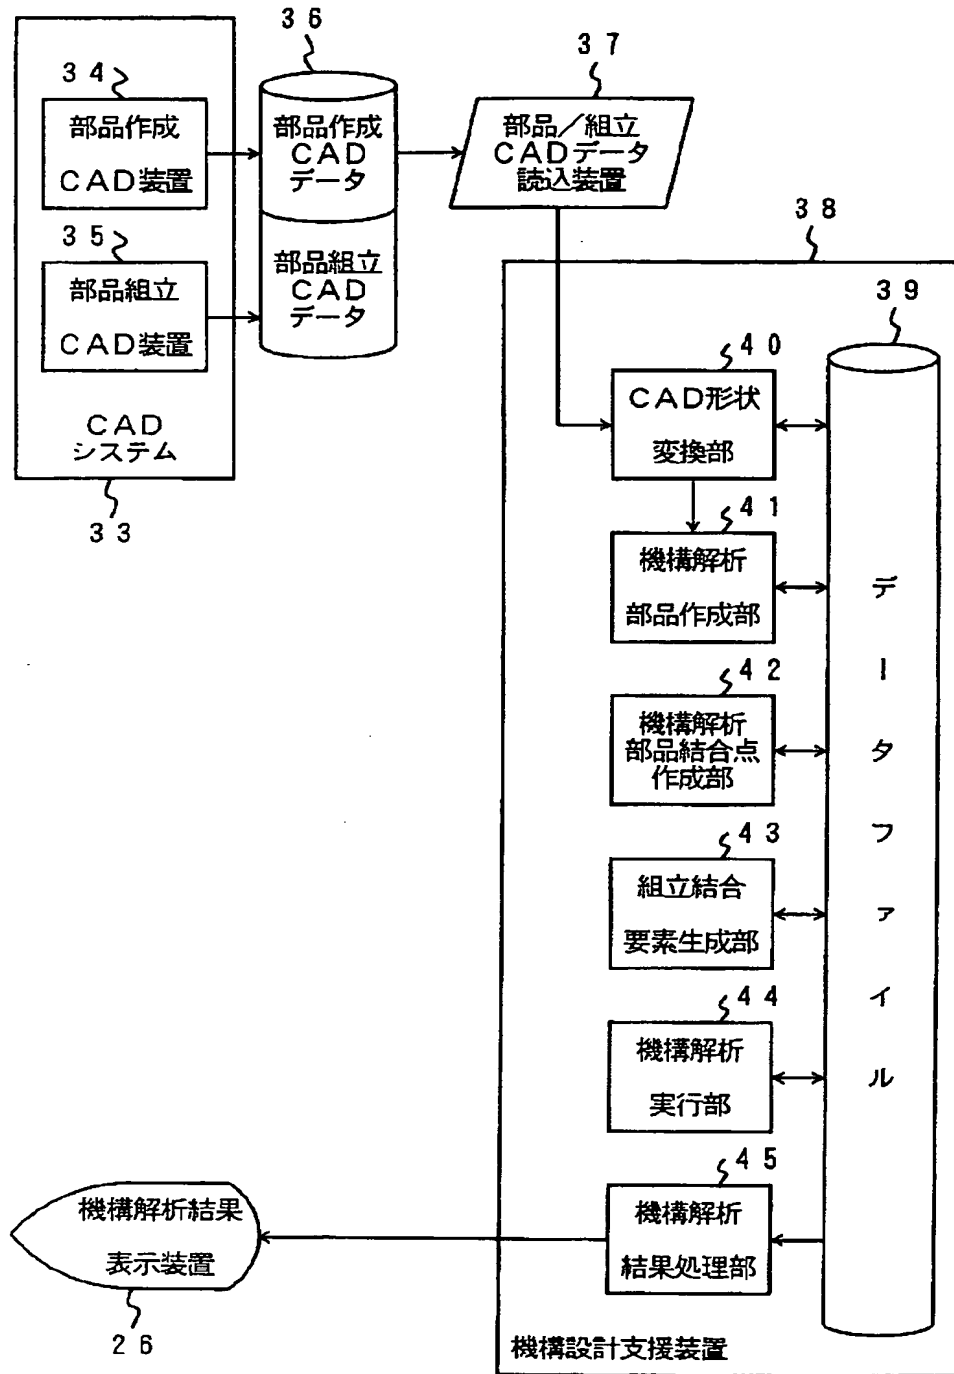 ３６
３７
３４
部品作成
ＣＡＤ装置
部品作成
ＣＡＤ
データ
部品／組立
ＣＡＤデータ
読込装置
３５
部品組立
ＣＡＤ装置
部品組立
ＣＡＤ
データ
ＣＡＤ
システム
３３
３８
３９
データファイル
４０
ＣＡＤ形状
変換部
４１
機構解析
部品作成部
４２
機構解析
部品結合点
作成部
４３
組立結合
要素生成部
４４
機構解析
実行部
４５
機構解析
結果処理部
機構解析結果
表示装置
２６
機構設計支援装置